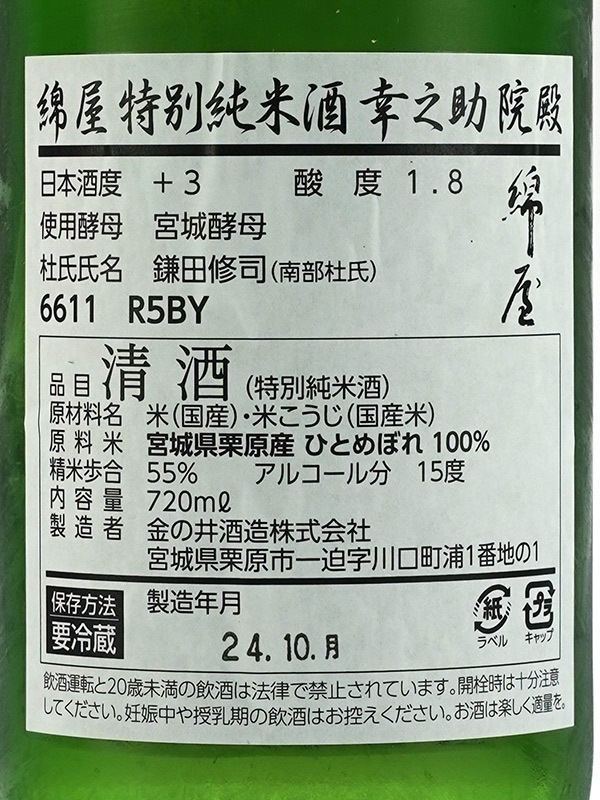 綿屋 特別純米酒 幸之助院殿
日本酒度 +3 酸度 1.8
使用酵母 宮城酵母
杜氏氏名 鎌田修司(南部杜氏)
6611 R5BY
綿屋
品目 清酒(特別純米酒)
原材料名 米(国産)・米こうじ(国産米)
原料米 宮城県栗原産 ひとめぼれ 100%
精米歩合 55% アルコール分 15度
内容量 720mℓ
製造者 金の井酒造株式会社
宮城県栗原市一迫字川口町浦1番地の1
保存方法
要冷蔵
製造年月
24.10.月
紙
ラベル
プラ
キャップ
飲酒運転と20歳未満の飲酒は法律で禁止されています。開栓時は十分注意
してください。妊娠中や授乳期の飲酒はお控えください。お酒は楽しく適量を。